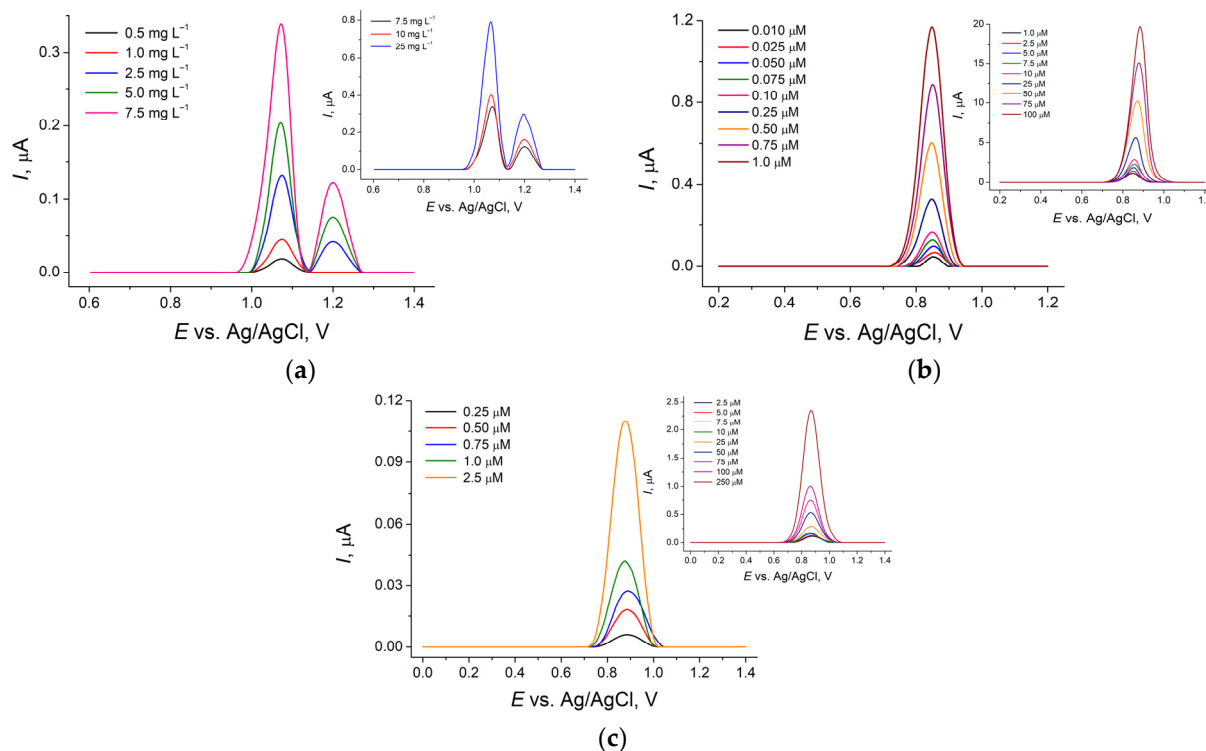 0.5 mg L⁻¹
1.0 mg L⁻¹
2.5 mg L⁻¹
5.0 mg L⁻¹
7.5 mg L⁻¹
I, μA
0.3
0.2
0.1
0.0
0.6 0.8 1.0 1.2 1.4
E vs. Ag/AgCl, V
7.5 mg L⁻¹
10 mg L⁻¹
25 mg L⁻¹
I, μA
0.8
0.6
0.4
0.2
0.0
0.6 0.8 1.0 1.2 1.4
E vs. Ag/AgCl, V
(a)
0.010 μM
0.025 μM
0.050 μM
0.075 μM
0.10 μM
0.25 μM
0.50 μM
0.75 μM
1.0 μM
I, μA
1.2
0.8
0.4
0.0
0.2 0.4 0.6 0.8 1.0 1.2
E vs. Ag/AgCl, V
1.0 μM
2.5 μM
5.0 μM
7.5 μM
10 μM
25 μM
50 μM
75 μM
100 μM
I, μA
20
15
10
5
0
0.2 0.4 0.6 0.8 1.0 1.2
E vs. Ag/AgCl, V
(b)
0.25 μM
0.50 μM
0.75 μM
1.0 μM
2.5 μM
I, μA
0.12
0.09
0.06
0.03
0.00
0.0 0.2 0.4 0.6 0.8 1.0 1.2 1.4
E vs. Ag/AgCl, V
2.5 μM
5.0 μM
7.5 μM
10 μM
25 μM
50 μM
75 μM
100 μM
250 μM
I, μA
2.5
2.0
1.5
1.0
0.5
0.0
0.0 0.2 0.4 0.6 0.8 1.0 1.2 1.4
E vs. Ag/AgCl, V
(c)